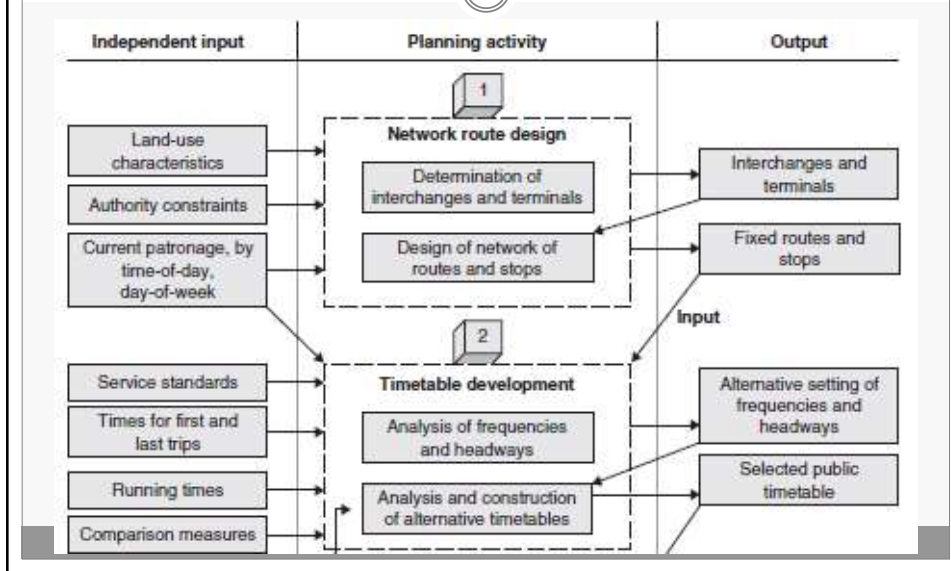 Independent input
Planning activity
Output
1
Network route design
Land-use
characteristics
Authority constraints
Current patronage, by
time-of-day,
day-of-week
Determination of
interchanges and terminals
Design of network of
routes and stops
Interchanges and
terminals
Fixed routes and
stops
Input
2
Timetable development
Service standards
Times for first and
last trips
Running times
Comparison measures
Analysis of frequencies
and headways
Analysis and construction
of alternative timetables
Alternative setting of
frequencies and
headways
Selected public
timetable